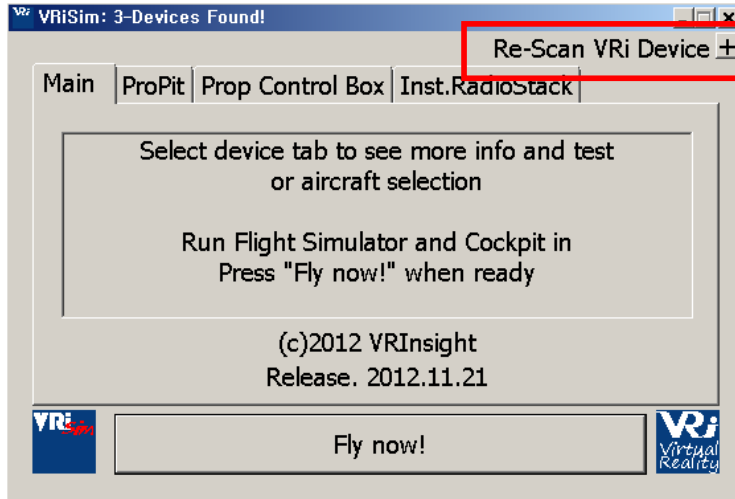 VRi VRiSim: 3-Devices Found!
Re-Scan VRi Device +
Main ProPit Prop Control Box Inst.RadioStack
Select device tab to see more info and test
or aircraft selection
Run Flight Simulator and Cockpit in
Press "Fly now!" when ready
(c)2012 VRInsight
Release. 2012.11.21
VRi Sim
Fly now!
VRi
Virtual
Reality